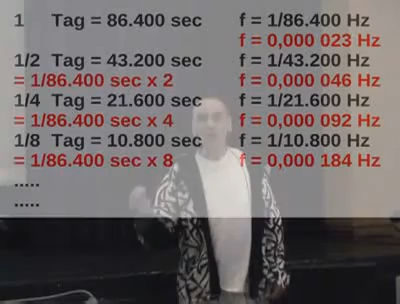 1 Tag = 86.400 sec f = 1/86.400 Hz
f = 0,000 023 Hz
1/2 Tag = 43.200 sec f = 1/43.200 Hz
= 1/86.400 sec x 2 f = 0,000 046 Hz
1/4 Tag = 21.600 sec f = 1/21.600 Hz
= 1/86.400 sec x 4 f = 0,000 092 Hz
1/8 Tag = 10.800 sec f = 1/10.800 Hz
= 1/86.400 sec x 8 f = 0,000 184 Hz
.....
.....